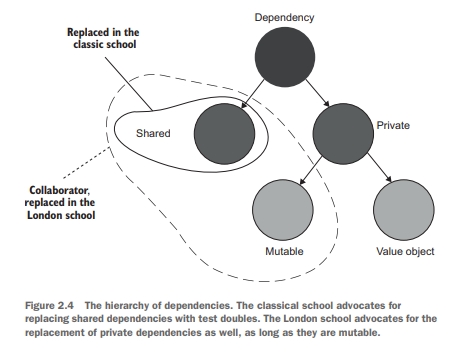 Dependency
Replaced in the
classic school
Shared
Private
Collaborator,
replaced in the
London school
Mutable
Value object
Figure 2.4 The hierarchy of dependencies. The classical school advocates for
replacing shared dependencies with test doubles. The London school advocates for the
replacement of private dependencies as well, as long as they are mutable.